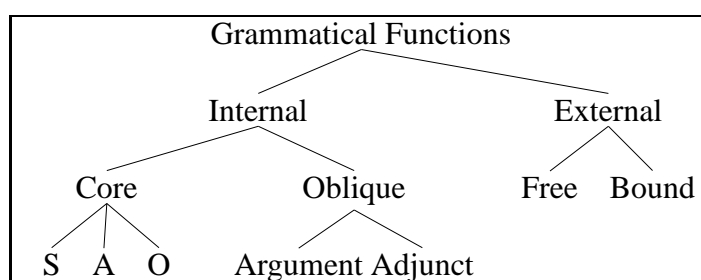 Grammatical Functions
Internal External
Core Oblique Free Bound
S A O Argument Adjunct